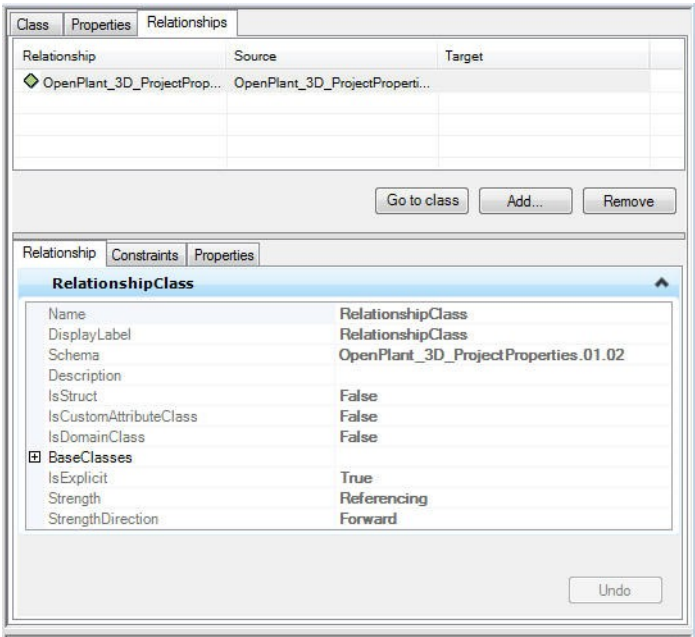 Class Properties Relationships
Relationship Source Target
OpenPlant_3D_ProjectProp... OpenPlant_3D_ProjectProperti...
Go to class Add... Remove
Relationship Constraints Properties
RelationshipClass
Name RelationshipClass
DisplayLabel RelationshipClass
Schema OpenPlant_3D_ProjectProperties.01.02
Description
IsStruct False
IsCustomAttributeClass False
IsDomainClass False
BaseClasses
IsExplicit True
Strength Referencing
StrengthDirection Forward
Undo